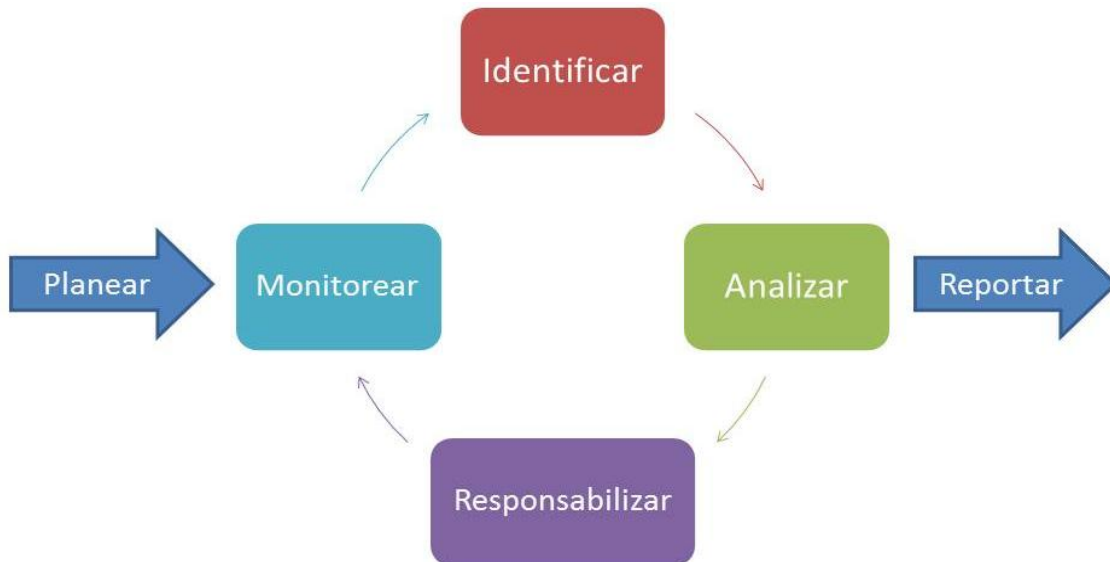 Identificar
Planear
Monitorear
Analizar
Reportar
Responsabilizar